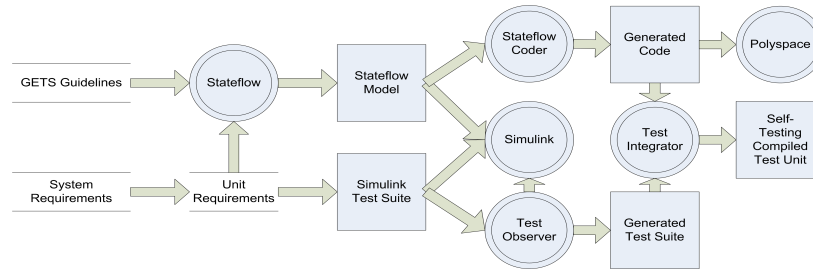 GETS Guidelines
Stateflow
Stateflow
Model
Stateflow
Coder
Generated
Code
Polyspace
Simulink
Test
Integrator
Self-
Testing
Compiled
Test Unit
System
Requirements
Unit
Requirements
Simulink
Test Suite
Test
Observer
Generated
Test Suite